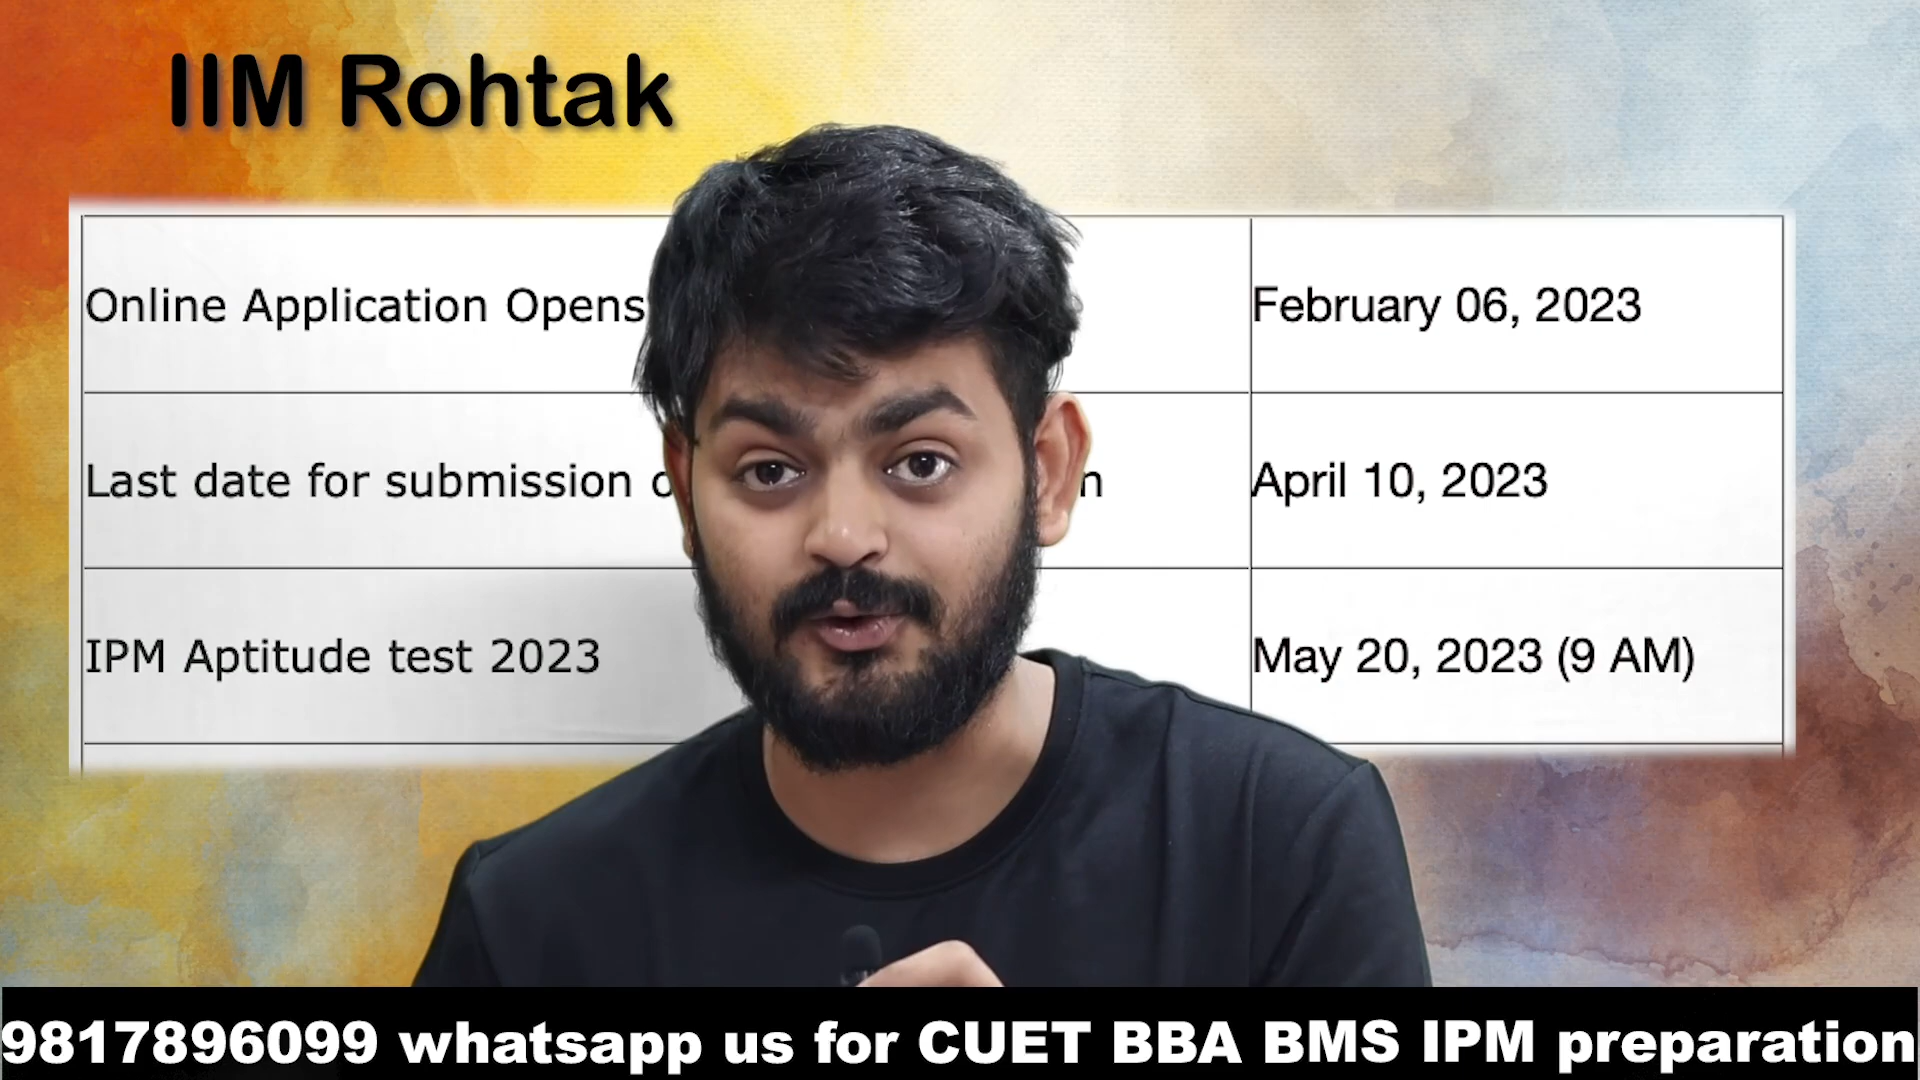 IIM Rohtak
Online Application Opens
February 06, 2023
Last date for submission
April 10, 2023
IPM Aptitude test 2023
May 20, 2023 (9 AM)
9817896099 whatsapp us for CUET BBA BMS IPM preparation